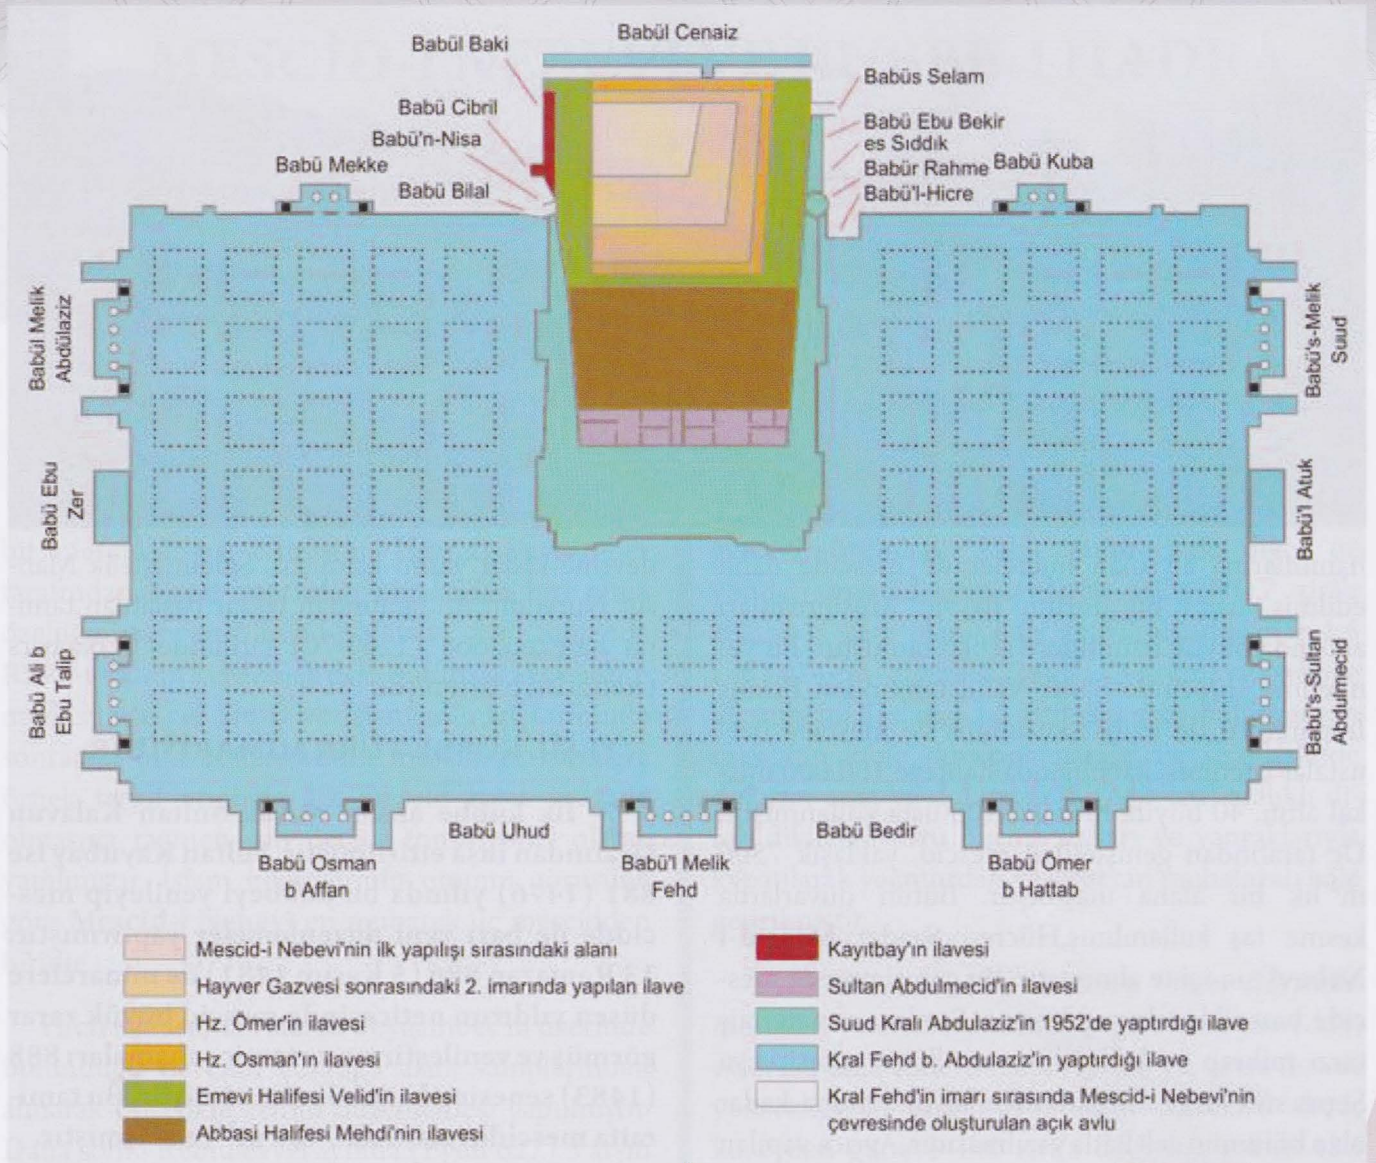 Babül Cenaiz
Babül Baki
Babüs Selam
Babü Cibril
Babü Ebu Bekir
es Sıddık
Babü'n-Nisa
Babü Mekke
Babür Rahme
Babü Kuba
Babü Bilal
Babü'l-Hicre
Babül Melik
Abdülaziz
Babü's-Melik
Suud
Babü Ebu
Zer
Babü'l Atuk
Babü Ali b
Ebu Talip
Babü's-Sultan
Abdulmecid
Babü Uhud
Babü Bedir
Babü Osman
b Affan
Babü'l Melik
Fehd
Babü Ömer
b Hattab
Mescid-i Nebevi'nin ilk yapılışı sırasındaki alanı
Hayver Gazvesi sonrasındaki 2. imarında yapılan ilave
Hz. Ömer'in ilavesi
Hz. Osman'ın ilavesi
Emevi Halifesi Velid'in ilavesi
Abbasi Halifesi Mehdi'nin ilavesi
Kayıtbay'ın ilavesi
Sultan Abdulmecid'in ilavesi
Suud Kralı Abdulaziz'in 1952'de yaptırdığı ilave
Kral Fehd b. Abdulaziz'in yaptırdığı ilave
Kral Fehd'in imarı sırasında Mescid-i Nebevi'nin
çevresinde oluşturulan açık avlu